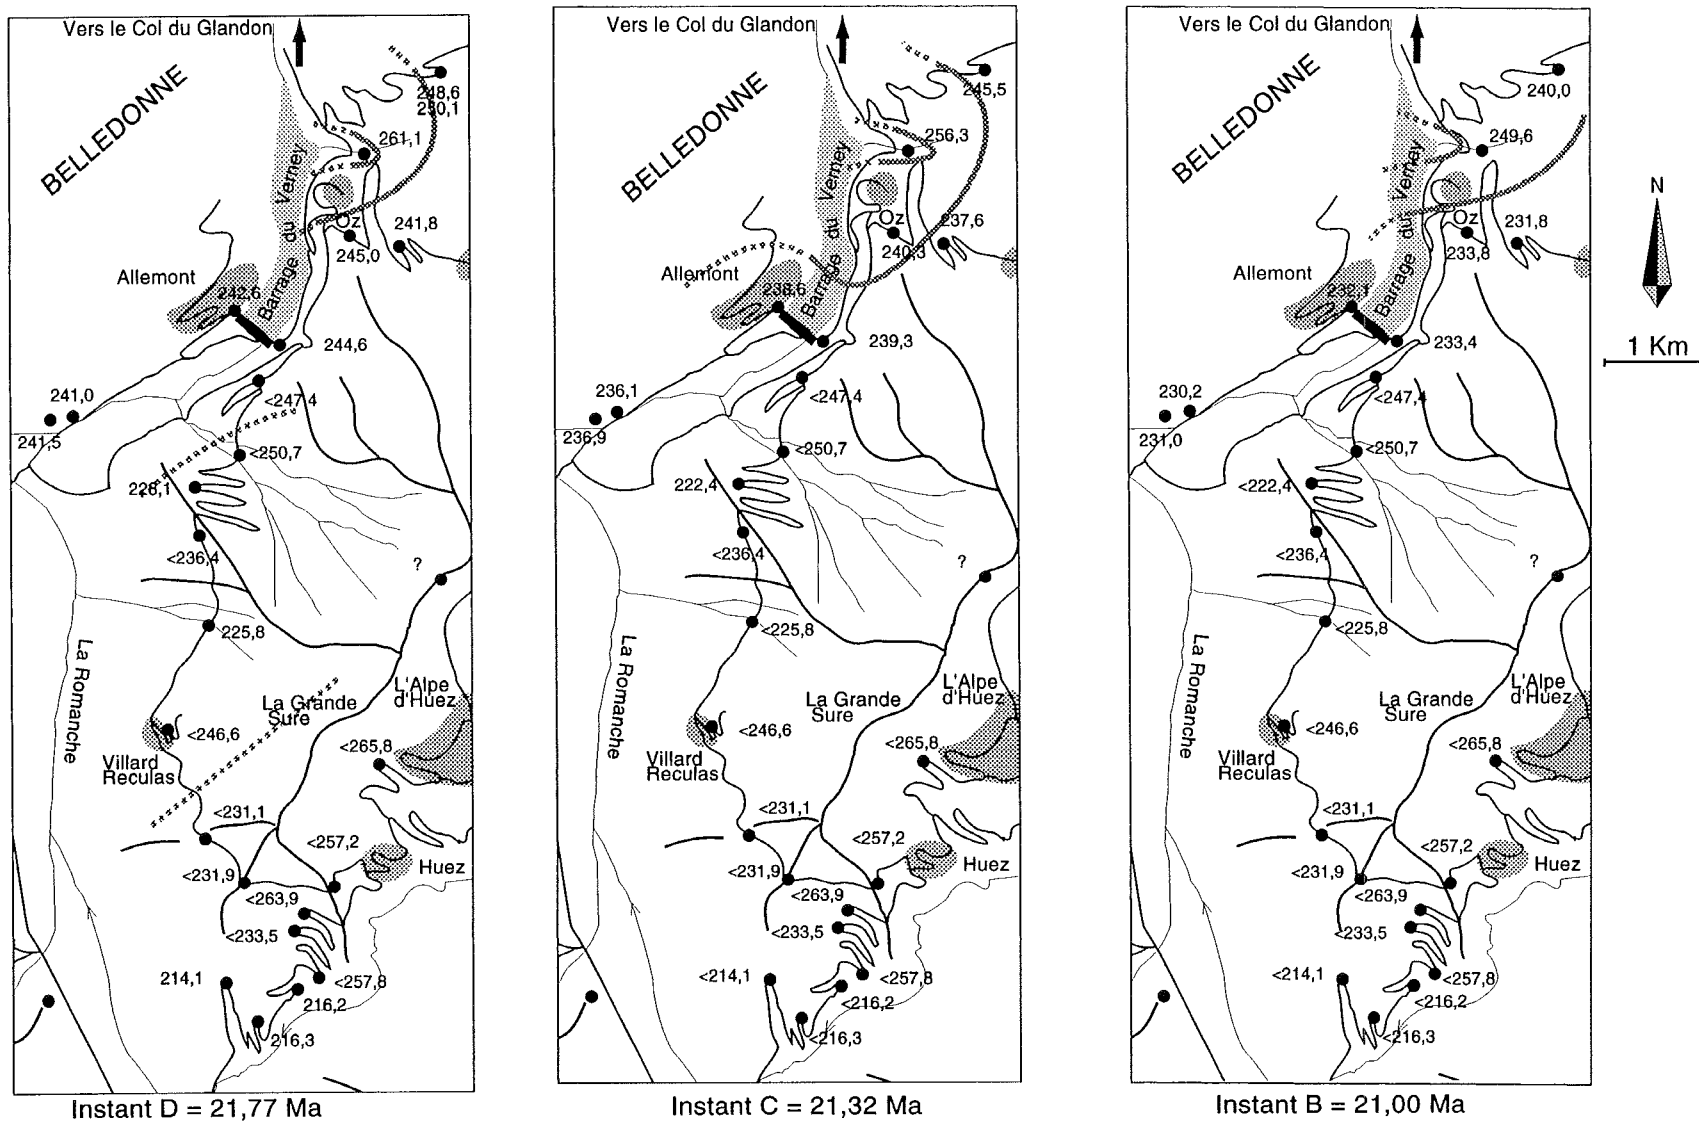 Vers le Col du Glandon
BELLEDONNE
248,6
250,1
261,1
Barrage du Verney
Oz
241,8
245,0
Allemont
242,6
244,6
241,0
241,5
<247,4
<250,7
228,1
<236,4
?
225,8
La Romanche
La Grande
Sure
L'Alpe
d'Huez
<246,6
Villard
Reculas
<265,8
<231,1
<257,2
Huez
<231,9
<263,9
<233,5
214,1
<257,8
216,2
216,3
Instant D = 21,77 Ma
Vers le Col du Glandon
BELLEDONNE
245,5
256,3
Barrage du Verney
Oz
237,6
240,3
Allemont
238,6
239,3
236,1
236,9
<247,4
<250,7
222,4
<236,4
?
<225,8
La Romanche
La Grande
Sure
L'Alpe
d'Huez
<246,6
Villard
Reculas
<265,8
<231,1
<257,2
Huez
<231,9
<263,9
<233,5
<214,1
<257,8
<216,2
<216,3
Instant C = 21,32 Ma
Vers le Col du Glandon
BELLEDONNE
240,0
249,6
Barrage du Verney
Oz
231,8
233,8
Allemont
232,1
233,4
230,2
231,0
<247,4
<250,7
<222,4
<236,4
?
<225,8
La Romanche
La Grande
Sure
L'Alpe
d'Huez
<246,6
Villard
Reculas
<265,8
<231,1
<257,2
Huez
<231,9
<263,9
<233,5
<214,1
<257,8
<216,2
<216,3
Instant B = 21,00 Ma
N
1 Km